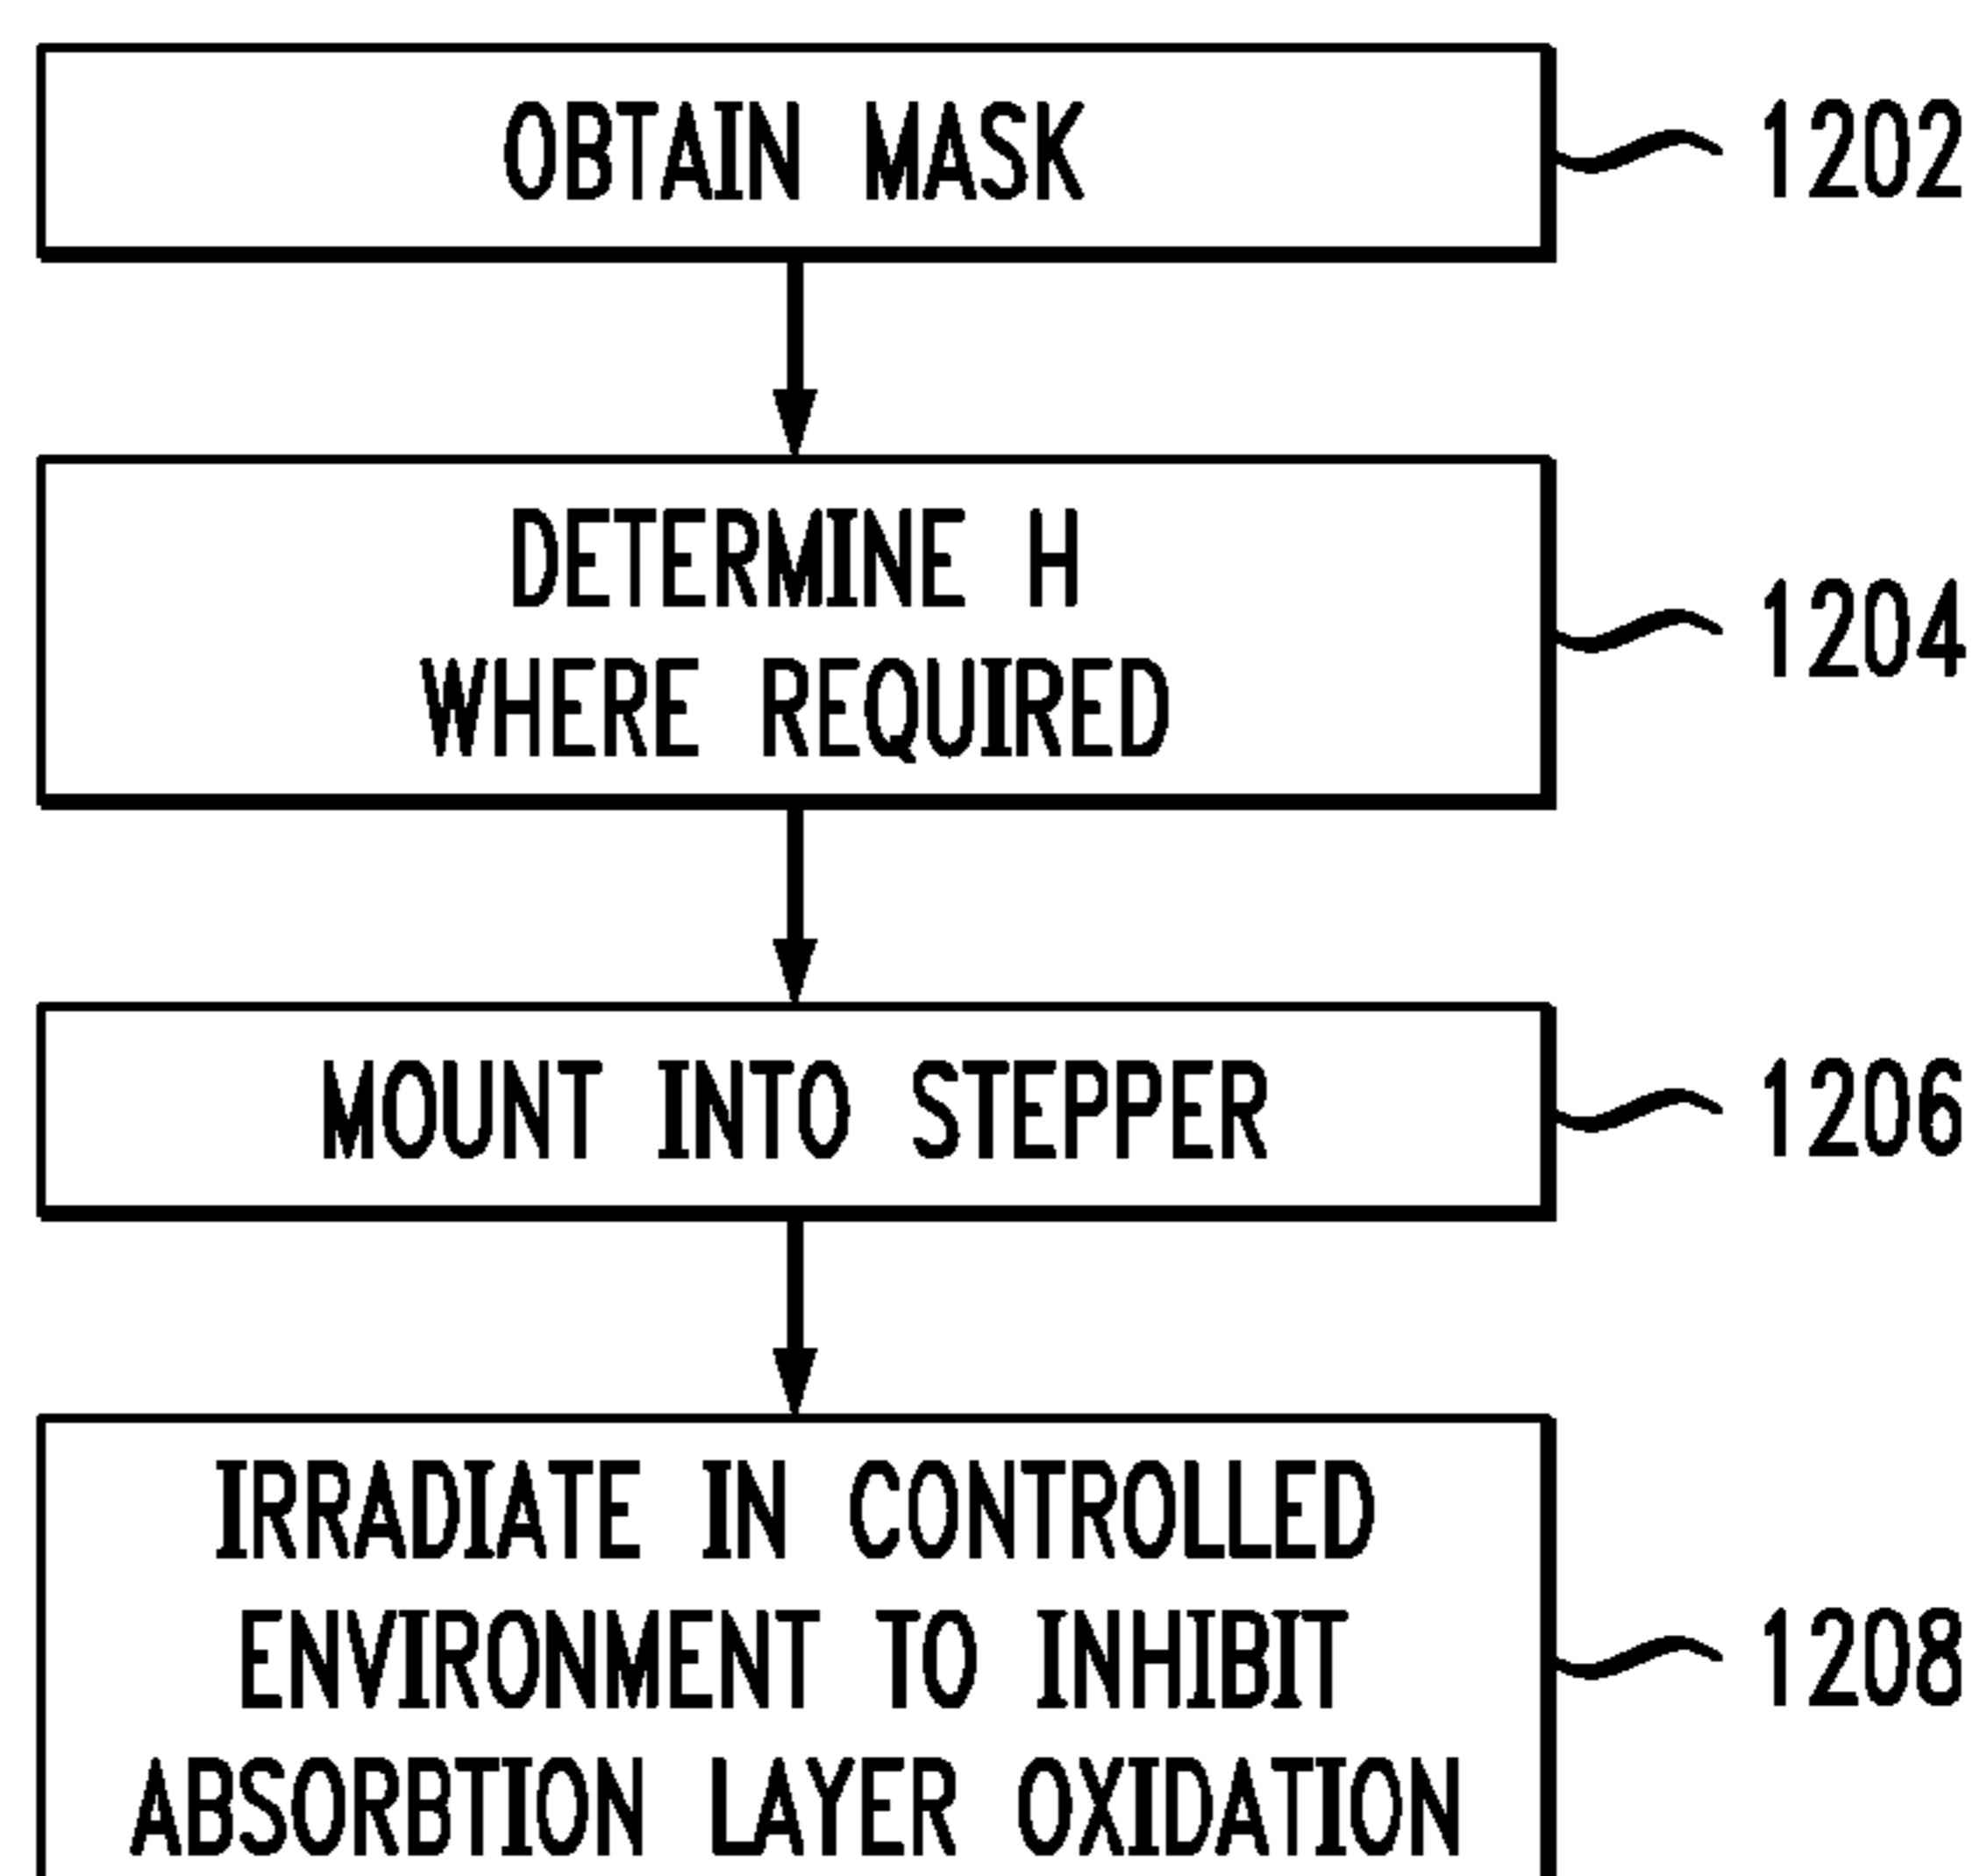 OBTAIN MASK
1202
DETERMINE H
WHERE REQUIRED
1204
MOUNT INTO STEPPER
1206
IRRADIATE IN CONTROLLED
ENVIRONMENT TO INHIBIT
ABSORBTION LAYER OXIDATION
1208